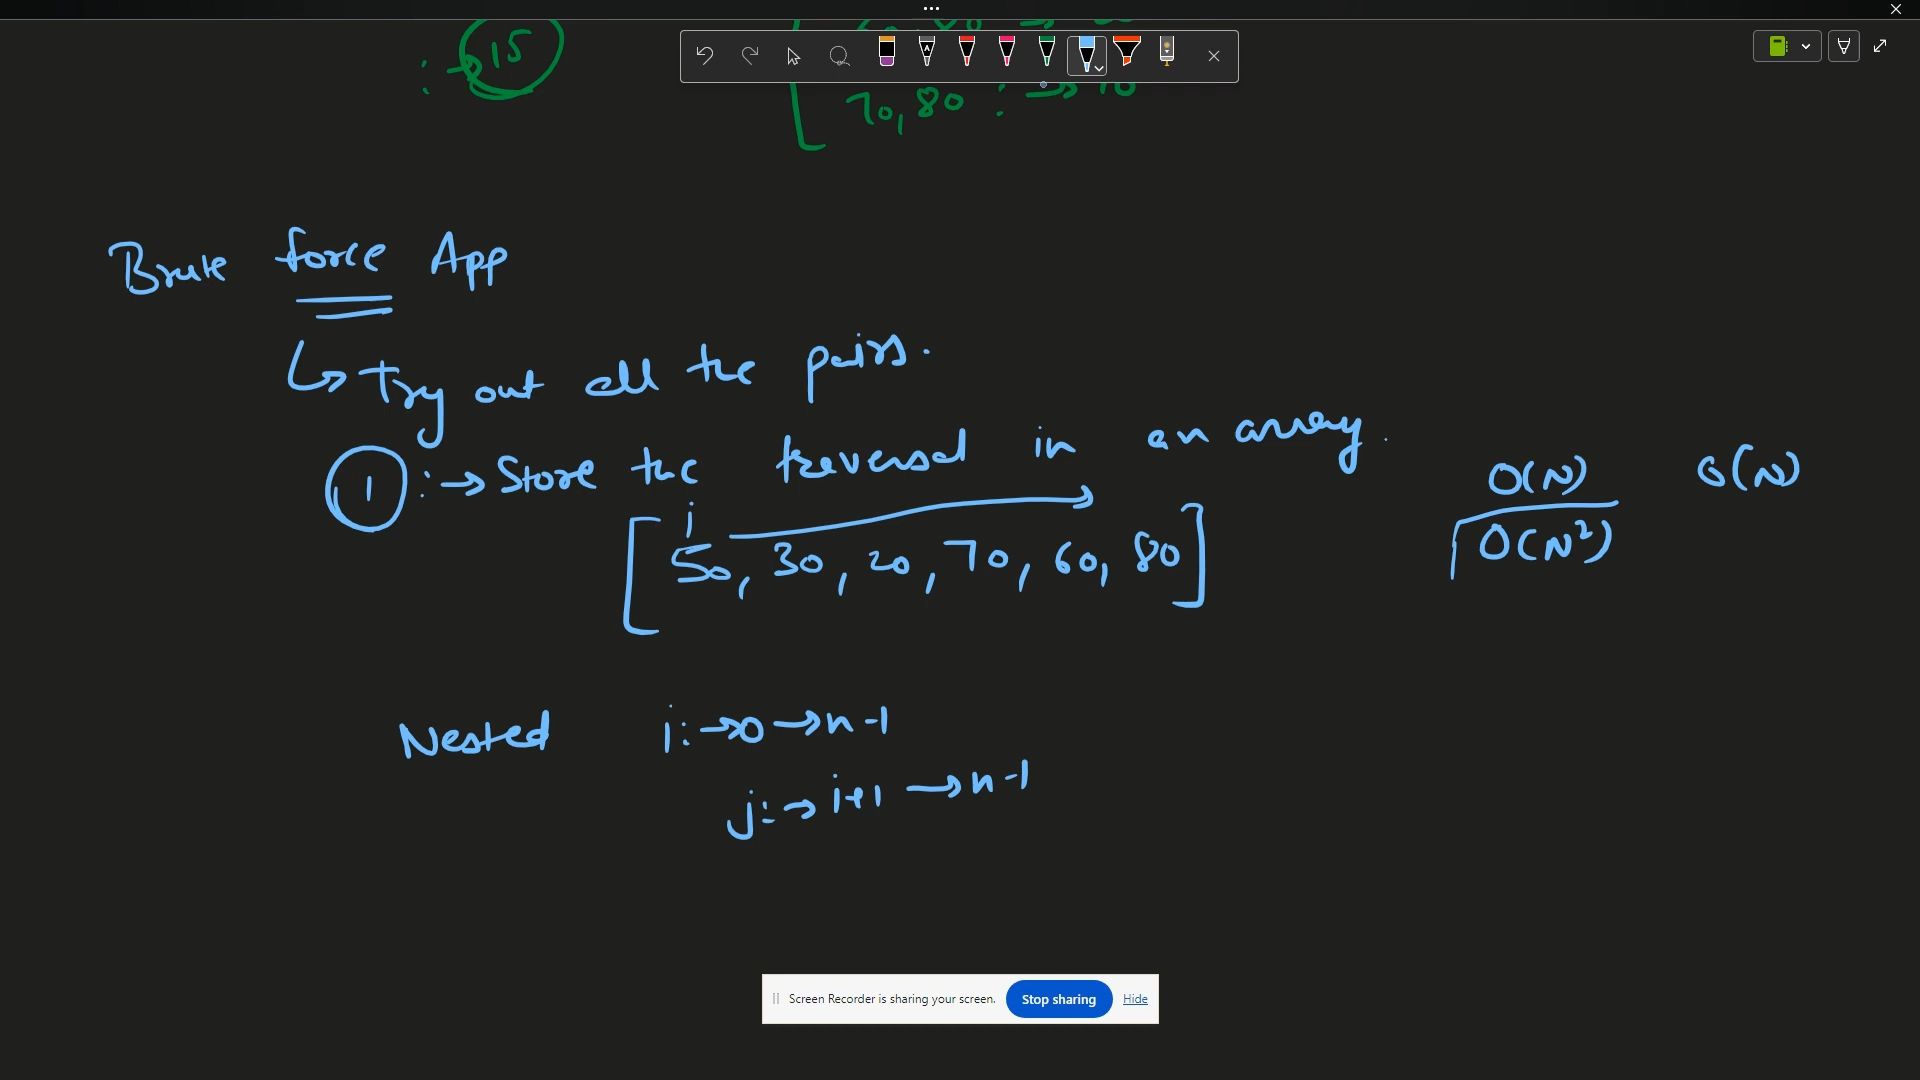 :→ 15
70,80 :→ 10
Brute force App
↳ Try out all the pairs.
1 :→ Store the traversal in an array.
O(N) O(N)
i
[50, 30, 20, 70, 60, 80]
O(N²)
Nested i:→0→n-1
j:→i+1→n-1
Screen Recorder is sharing your screen. Stop sharing Hide